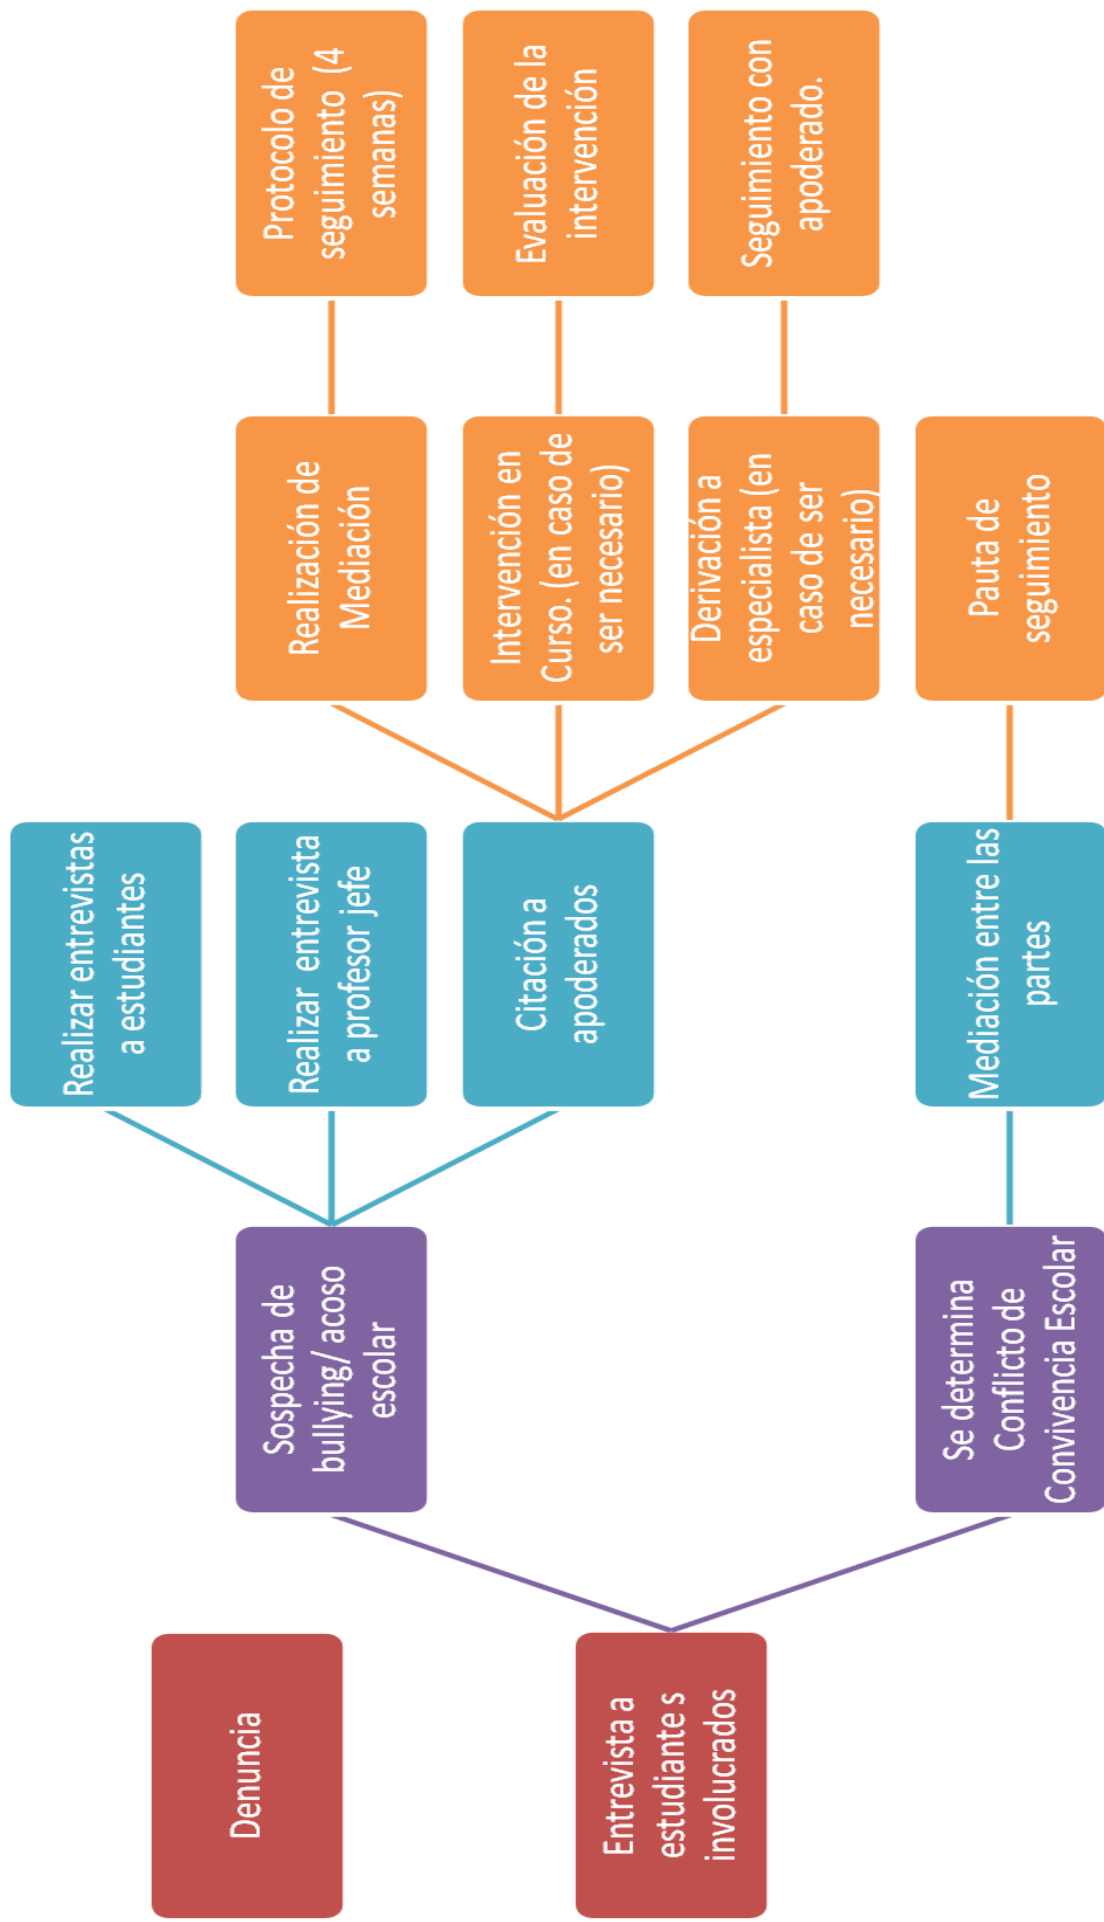 Denuncia
Entrevista a
estudiante s
involucrados
Sospecha de
bullying/ acoso
escolar
Se determina
Conflicto de
Convivencia Escolar
Realizar entrevistas
a estudiantes
Realizar entrevista
a profesor jefe
Citación a
apoderados
Mediación entre las
partes
Realización de
Mediación
Intervención en
Curso. (en caso de
ser necesario)
Derivación a
especialista (en
caso de ser
necesario)
Pauta de
seguimiento
Protocolo de
seguimiento (4
semanas)
Evaluación de la
intervención
Seguimiento con
apoderado.